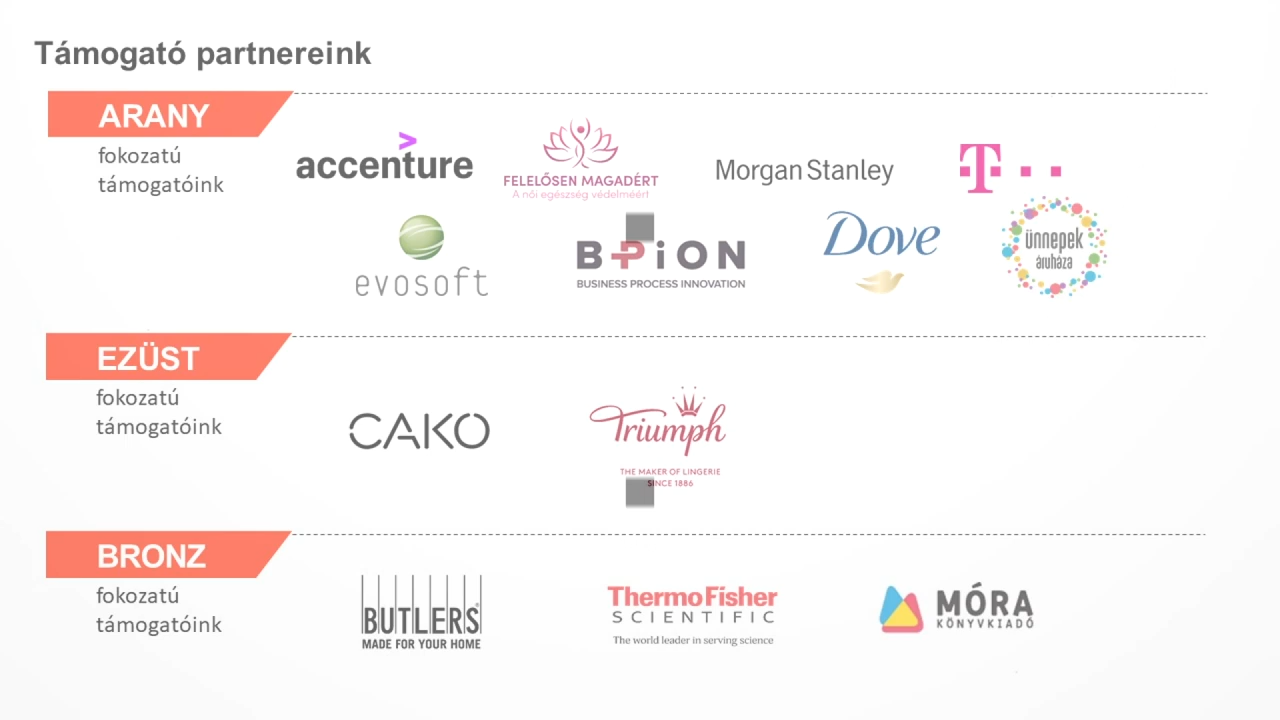 Támogató partnereink
ARANY
fokozatú
támogatóink
accenture
FELELŐSEN MAGADÉRT
A női egészség védelméért
Morgan Stanley
T
evosoft
BPiON
BUSINESS PROCESS INNOVATION
Dove
ünnepek
áruháza
EZÜST
fokozatú
támogatóink
CAKO
Triumph
THE MAKER OF LINGERIE
SINCE 1886
BRONZ
fokozatú
támogatóink
BUTLERS
MADE FOR YOUR HOME
ThermoFisher
SCIENTIFIC
The world leader in serving science
MÓRA
KÖNYVKIADÓ